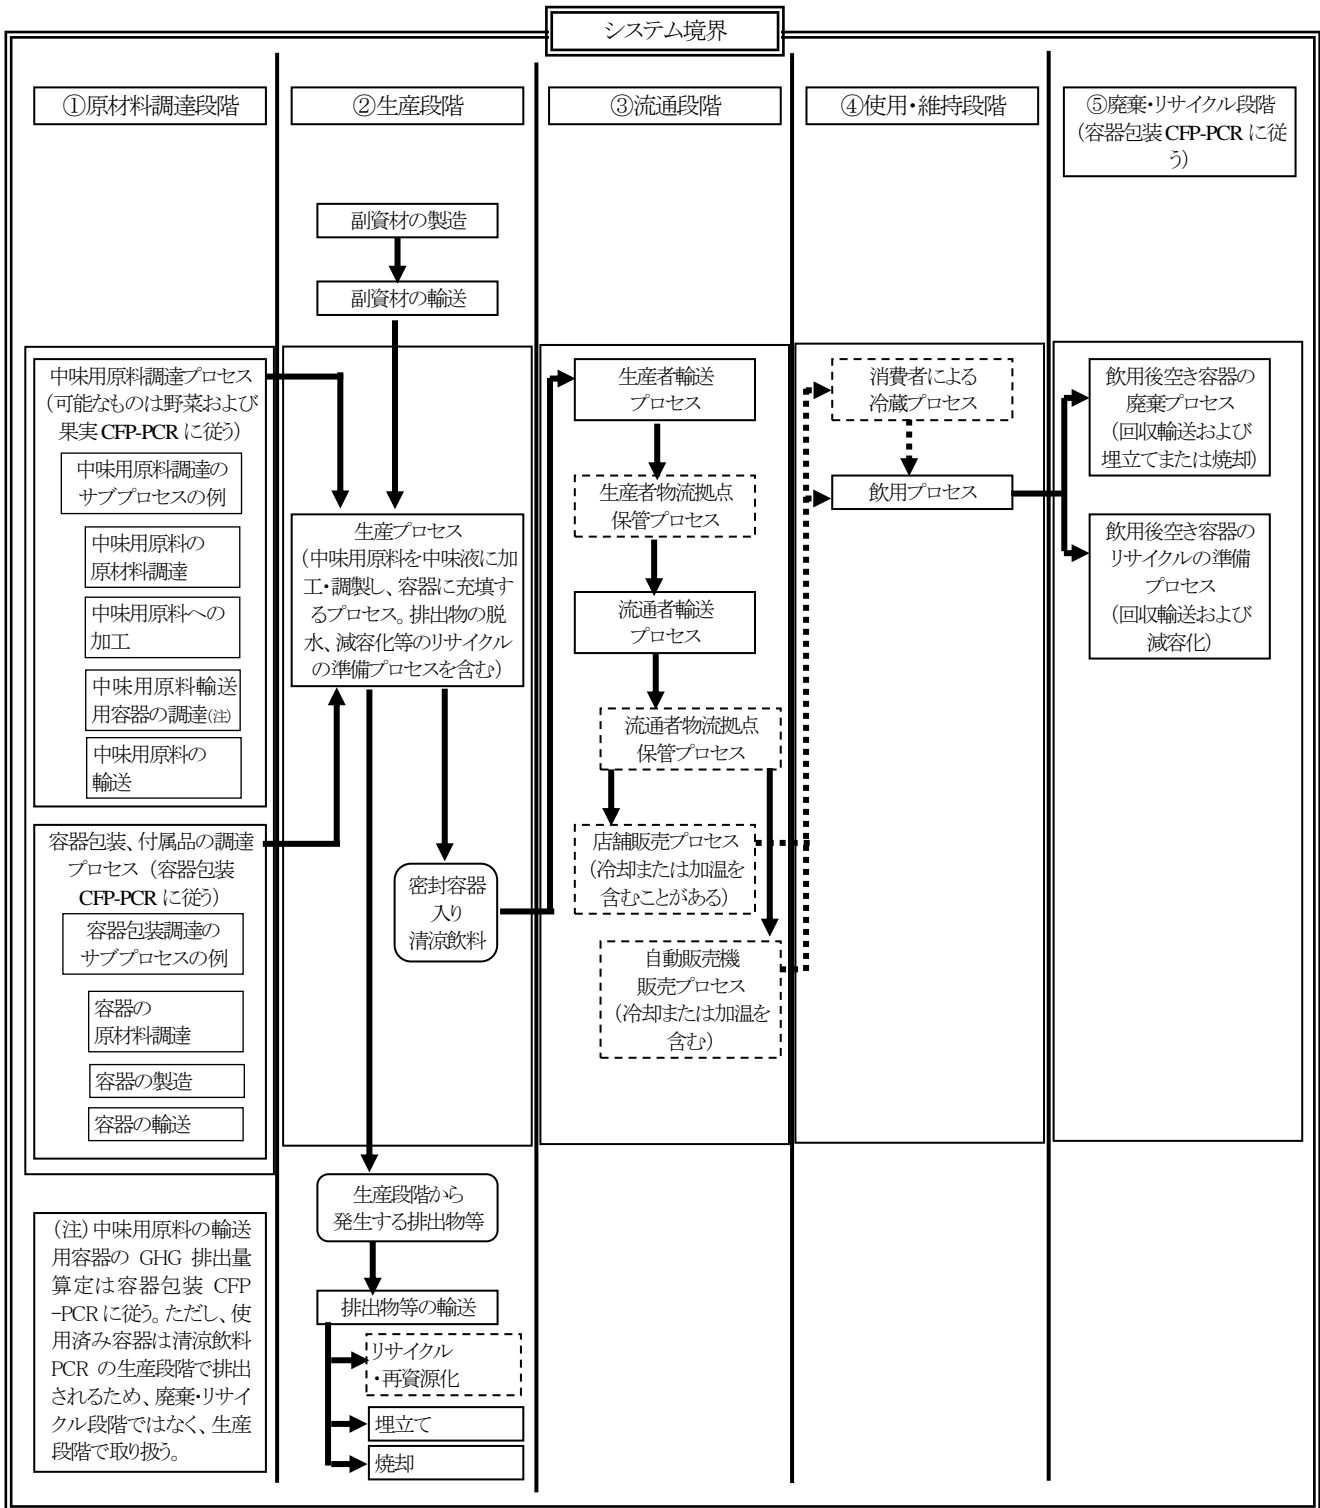 システム境界
①原材料調達段階
中味用原料調達プロセス
(可能なものは野菜および
果実CFP-PCRに従う)
中味用原料調達の
サブプロセスの例
中味用原料の
原材料調達
中味用原料への
加工
中味用原料輸送
用容器の調達(注)
中味用原料の
輸送
容器包装、付属品の調達
プロセス(容器包装
CFP-PCRに従う)
容器包装調達の
サブプロセスの例
容器の
原材料調達
容器の製造
容器の輸送
(注)中味用原料の輸送
用容器の GHG 排出量
算定は容器包装 CFP
-PCRに従う。ただし、使
用済み容器は清涼飲料
PCR の生産段階で排出
されるため、廃棄・リサイ
クル段階ではなく、生産
段階で取り扱う。
②生産段階
副資材の製造
副資材の輸送
生産プロセス
(中味用原料を中味液に加
工・調製し、容器に充填す
るプロセス。排出物の脱
水、減容化等のリサイクル
の準備プロセスを含む)
密封容器
入り
清涼飲料
生産段階から
発生する排出物等
排出物等の輸送
リサイクル
・再資源化
埋立て
焼却
③流通段階
生産者輸送
プロセス
生産者物流拠点
保管プロセス
流通者輸送
プロセス
流通者物流拠点
保管プロセス
店舗販売プロセス
(冷却または加温を
含むことがある)
自動販売機
販売プロセス
(冷却または加温を
含む)
④使用・維持段階
消費者による
冷蔵プロセス
飲用プロセス
⑤廃棄・リサイクル段階
(容器包装CFP-PCRに従
う)
飲用後空き容器の
廃棄プロセス
(回収輸送および
埋立てまたは焼却)
飲用後空き容器の
リサイクルの準備
プロセス
(回収輸送および
減容化)